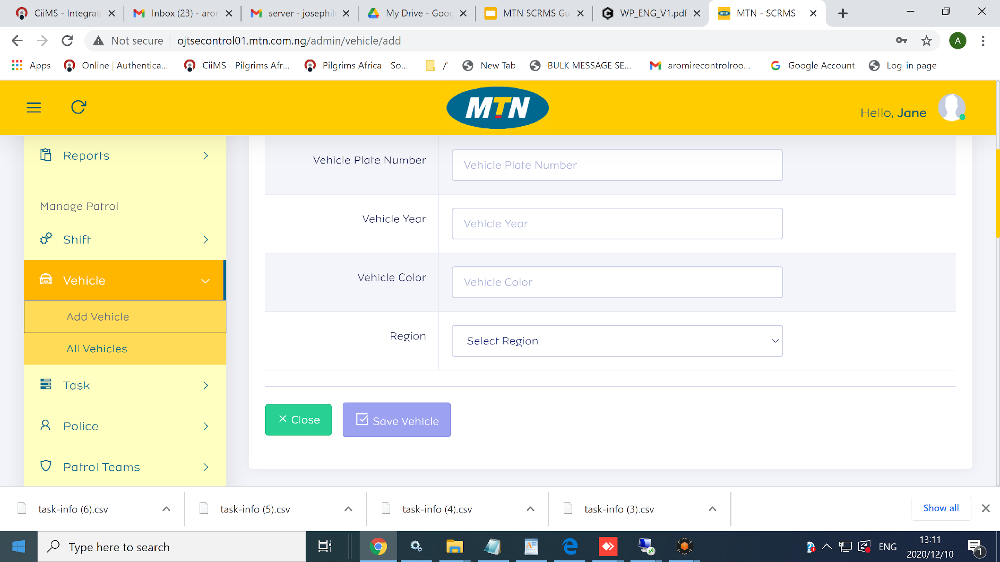 CiiMS - Integrati
Inbox (23) - aror
server - josephil
My Drive - Goog
MTN SCRMS Gu
WP_ENG_V1.pdf
MTN - SCRMS
Not secure
ojtsecontrol01.mtn.com.ng/admin/vehicle/add
A
Apps
Online | Authentica...
CiiMS - Pilgrims Afr...
Pilgrims Africa - So...
/'
New Tab
BULK MESSAGE SE...
aromirecontrolroo...
Google Account
Log-in page
MTN
Hello, Jane
Reports
Manage Patrol
Shift
Vehicle
Add Vehicle
All Vehicles
Task
Police
Patrol Teams
Vehicle Plate Number
Vehicle Plate Number
Vehicle Year
Vehicle Year
Vehicle Color
Vehicle Color
Region
Select Region
Close
Save Vehicle
task-info (6).csv
task-info (5).csv
task-info (4).csv
task-info (3).csv
Show all
Type here to search
ENG
13:11
2020/12/10
1